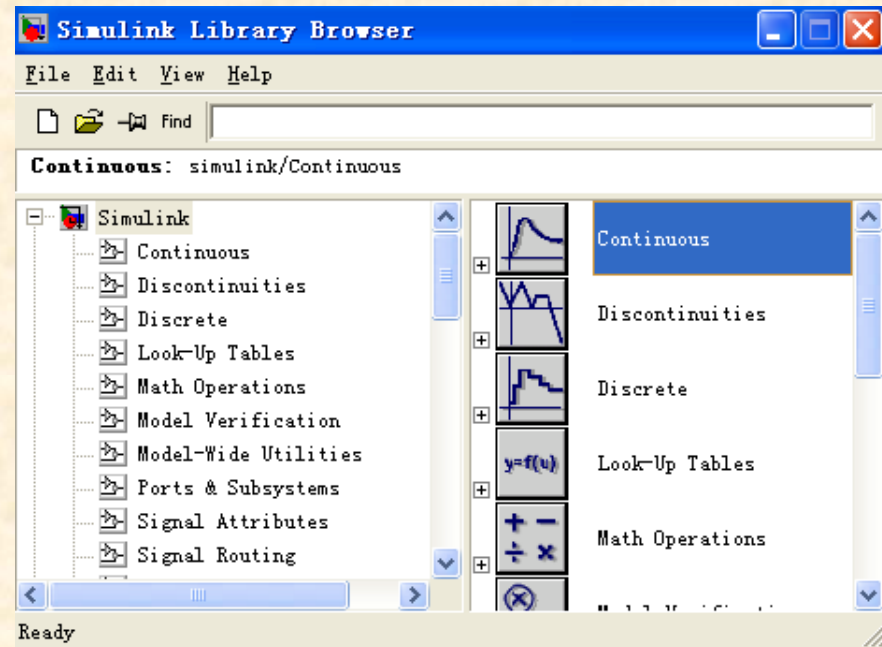 Simulink Library Browser
File Edit View Help
Find
Continuous: simulink/Continuous
Simulink
Continuous
Discontinuities
Discrete
Look-Up Tables
Math Operations
Model Verification
Model-Wide Utilities
Ports & Subsystems
Signal Attributes
Signal Routing
Continuous
Discontinuities
Discrete
y=f(u)
Look-Up Tables
Math Operations
Ready